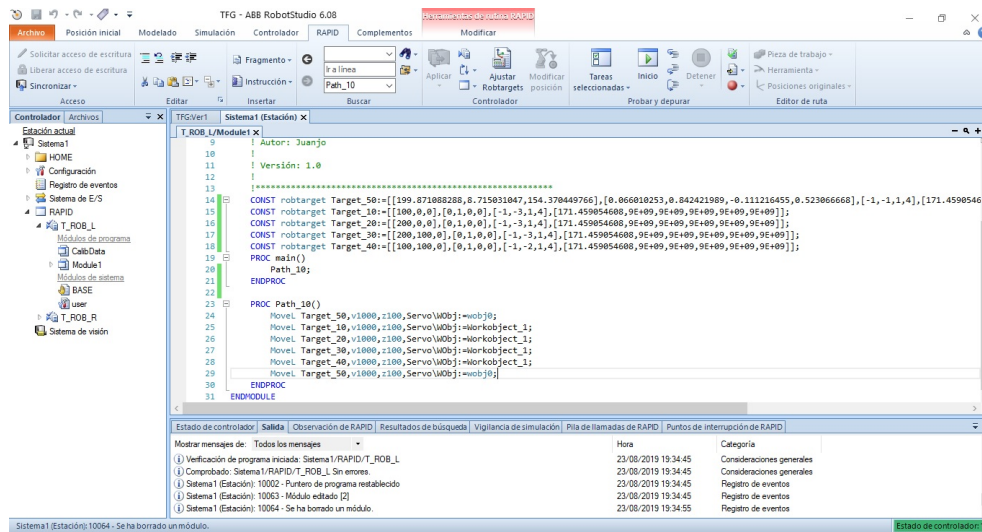 TFG - ABB RobotStudio 6.08
Herramientas de rutina RAPID
Archivo Posición inicial Modelado Simulación Controlador RAPID Complementos Modificar
Solicitar acceso de escritura
Liberar acceso de escritura
Sincronizar
Acceso
Editar
Fragmento
Instrucción
Insertar
Ir a línea
Path_10
Buscar
Aplicar
Ajustar Robtargets
Modificar posición
Controlador
Tareas seleccionadas
Inicio
Detener
Probar y depurar
Pieza de trabajo
Herramienta
Posiciones originales
Editor de ruta
Controlador Archivos
Estación actual
Sistema1
HOME
Configuración
Registro de eventos
Sistema de E/S
RAPID
T_ROB_L
Módulos de programa
CalibData
Module1
Módulos de sistema
BASE
user
T_ROB_R
Sistema de visión
TFG:Ver1 Sistema1 (Estación) X
T_ROB_L/Module1 X
9 ! Autor: Juanjo
10 !
11 ! Versión: 1.0
12 !
13 !***********************************************************
14 CONST robtarget Target_50:=[[199.871088288,8.715031047,154.370449766],[0.066010253,0.842421989,-0.111216455,0.523066668],[-1,-1,1,4],[171.4590546
15 CONST robtarget Target_10:=[[100,0,0],[0,1,0,0],[-1,-3,1,4],[171.459054608,9E+09,9E+09,9E+09,9E+09,9E+09]];
16 CONST robtarget Target_20:=[[200,0,0],[0,1,0,0],[-1,-3,1,4],[171.459054608,9E+09,9E+09,9E+09,9E+09,9E+09]];
17 CONST robtarget Target_30:=[[200,100,0],[0,1,0,0],[-1,-3,1,4],[171.459054608,9E+09,9E+09,9E+09,9E+09,9E+09]];
18 CONST robtarget Target_40:=[[100,100,0],[0,1,0,0],[-1,-2,1,4],[171.459054608,9E+09,9E+09,9E+09,9E+09,9E+09]];
19 PROC main()
20 Path_10;
21 ENDPROC
22
23 PROC Path_10()
24 MoveL Target_50,v1000,z100,Servo\WObj:=wobj0;
25 MoveL Target_10,v1000,z100,Servo\WObj:=Workobject_1;
26 MoveL Target_20,v1000,z100,Servo\WObj:=Workobject_1;
27 MoveL Target_30,v1000,z100,Servo\WObj:=Workobject_1;
28 MoveL Target_40,v1000,z100,Servo\WObj:=Workobject_1;
29 MoveL Target_50,v1000,z100,Servo\WObj:=wobj0;
30 ENDPROC
31 ENDMODULE
Estado de controlador Salida Observación de RAPID Resultados de búsqueda Vigilancia de simulación Pila de llamadas de RAPID Puntos de interrupción de RAPID
Mostrar mensajes de: Todos los mensajes Hora Categoría
Verificación de programa iniciada: Sistema1/RAPID/T_ROB_L 23/08/2019 19:34:45 Consideraciones generales
Comprobado: Sistema1/RAPID/T_ROB_L Sin errores. 23/08/2019 19:34:45 Consideraciones generales
Sistema1 (Estación): 10002 - Puntero de programa restablecido 23/08/2019 19:34:45 Registro de eventos
Sistema1 (Estación): 10063 - Módulo editado [2] 23/08/2019 19:34:45 Registro de eventos
Sistema1 (Estación): 10064 - Se ha borrado un módulo. 23/08/2019 19:34:55 Registro de eventos
Sistema1 (Estación): 10064 - Se ha borrado un módulo. Estado de controlador: